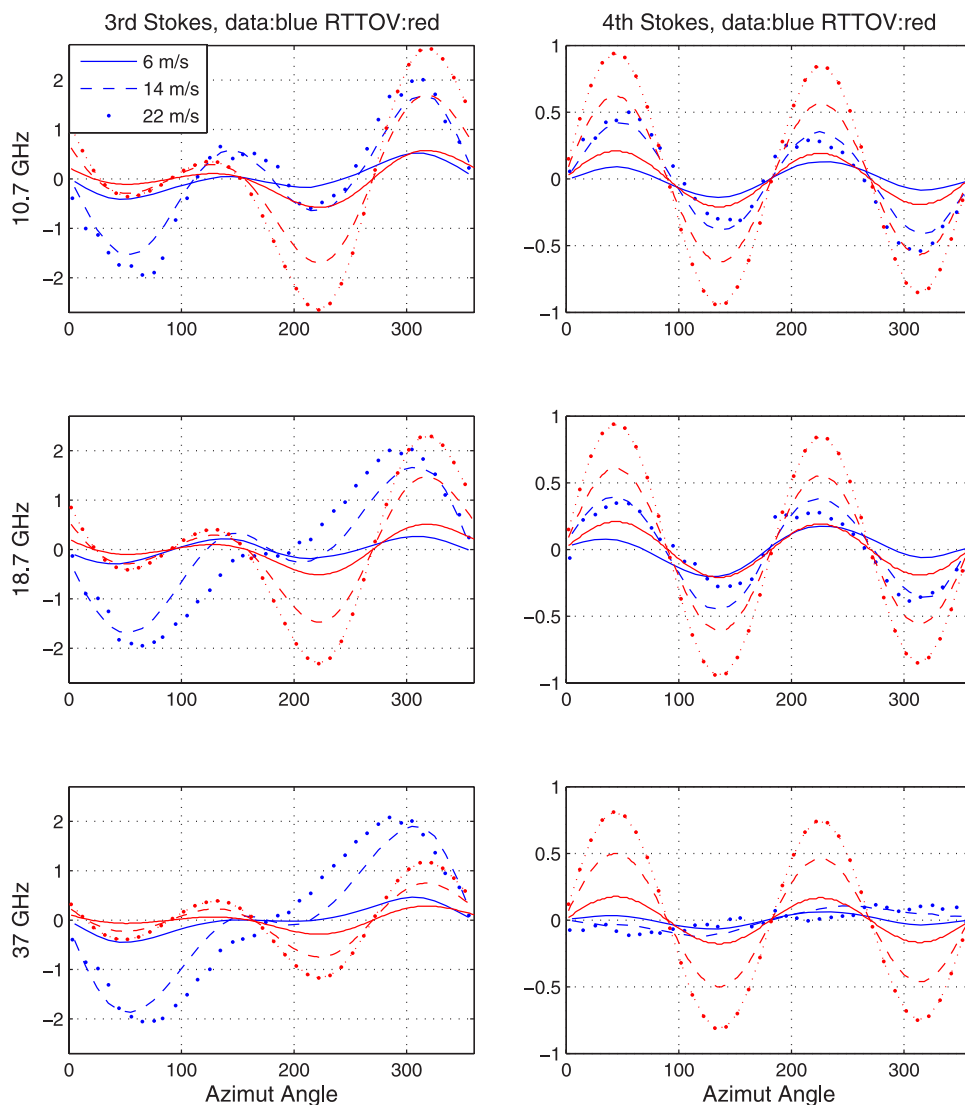 3rd Stokes, data:blue RTTOV:red
4th Stokes, data:blue RTTOV:red
6 m/s
14 m/s
22 m/s
10.7 GHz
2
1
0
−1
−2
0 100 200 300
1
0.5
0
−0.5
−1
0 100 200 300
18.7 GHz
2
1
0
−1
−2
0 100 200 300
1
0.5
0
−0.5
−1
0 100 200 300
37 GHz
2
1
0
−1
−2
0 100 200 300
Azimut Angle
1
0.5
0
−0.5
−1
0 100 200 300
Azimut Angle